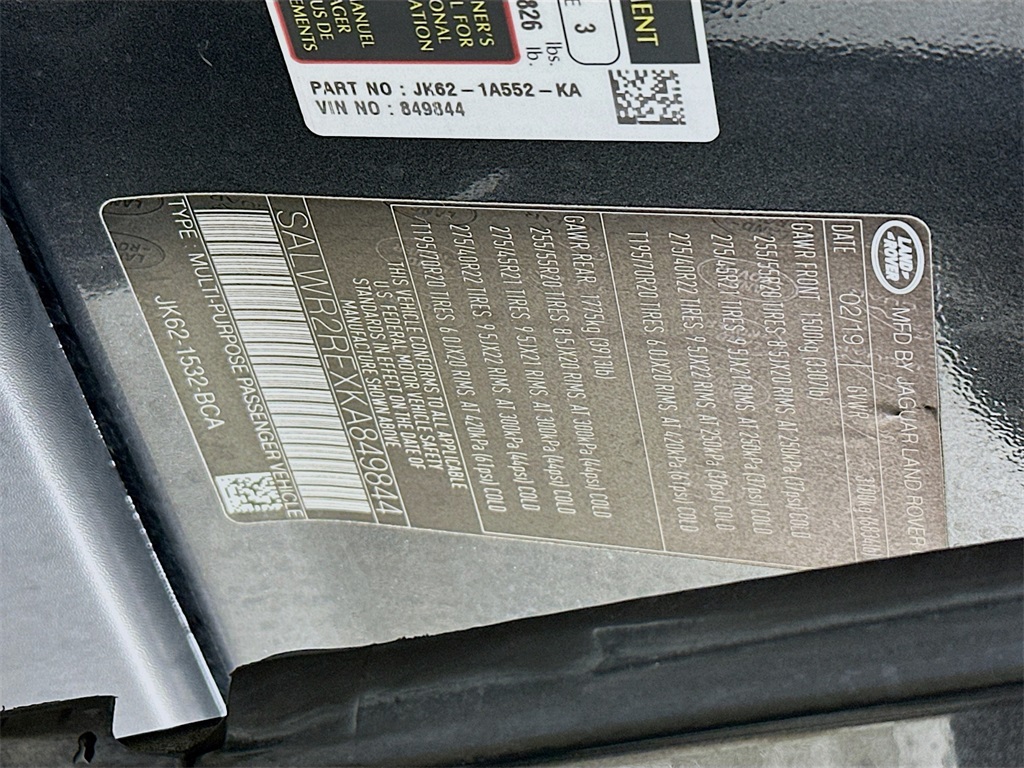 MENT
E 3
826 lbs.
lb
NER'S
L FOR
ONAL
ATION
MANUEL
AGER
US DE
EMENTS
PART NO : JK62-1A552-KA
VIN NO : 849844
LAND-
ROVER
MFD BY JAGUAR LAND ROVER
DATE 02/19 GVWR
GAWR FRONT 1500kg (3307lb)
255/55R20 TIRES 8.5JX20 RIMS AT 250kPa (36psi) COLD
275/45R21 TIRES 9.5JX21 RIMS AT 250kPa (36psi) COLD
275/40R22 TIRES 9.5JX22 RIMS AT 250kPa (36psi) COLD
T195/70R20 TIRES 6.0JX20 RIMS AT 420kPa (61psi) COLD
GAWR REAR 1775kg (3913lb)
255/55R20 TIRES 8.5JX20 RIMS AT 300kPa (44psi) COLD
275/45R21 TIRES 9.5JX21 RIMS AT 300kPa (44psi) COLD
275/40R22 TIRES 9.5JX22 RIMS AT 300kPa (44psi) COLD
T195/70R20 TIRES 6.0JX20 RIMS AT 420kPa (61psi) COLD
THIS VEHICLE CONFORMS TO ALL APPLICABLE
US FEDERAL MOTOR VEHICLE SAFETY
STANDARDS IN EFFECT ON THE DATE OF
MANUFACTURE SHOWN ABOVE
SALWR2REXKA849844
TYPE MULTI-PURPOSE PASSENGER VEHICLE
JK62-1532-BCA